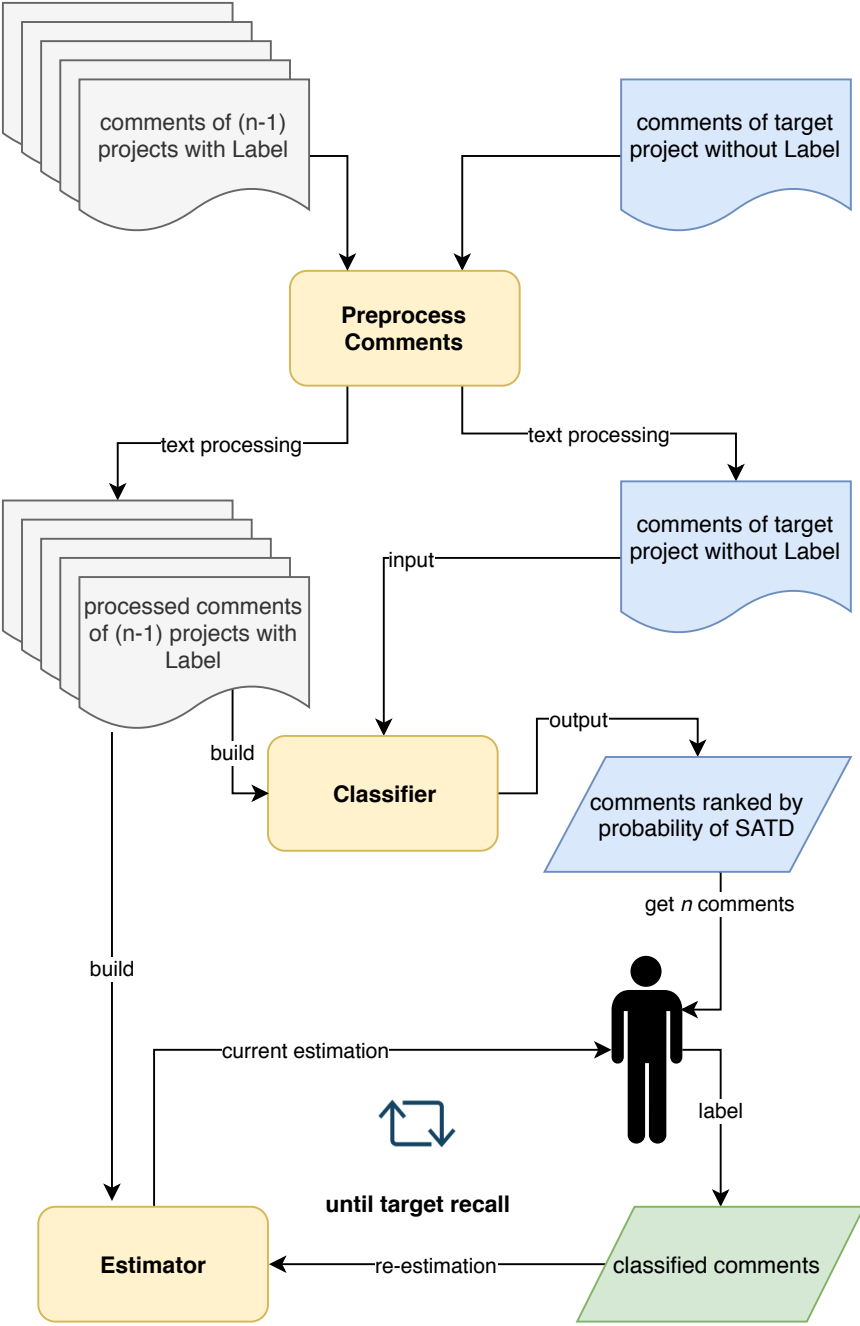 comments of (n-1)
projects with Label
comments of target
project without Label
Preprocess
Comments
text processing
text processing
comments of target
project without Label
input
processed comments
of (n-1) projects with
Label
build
output
Classifier
comments ranked by
probability of SATD
get n comments
build
current estimation
label
until target recall
Estimator
re-estimation
classified comments